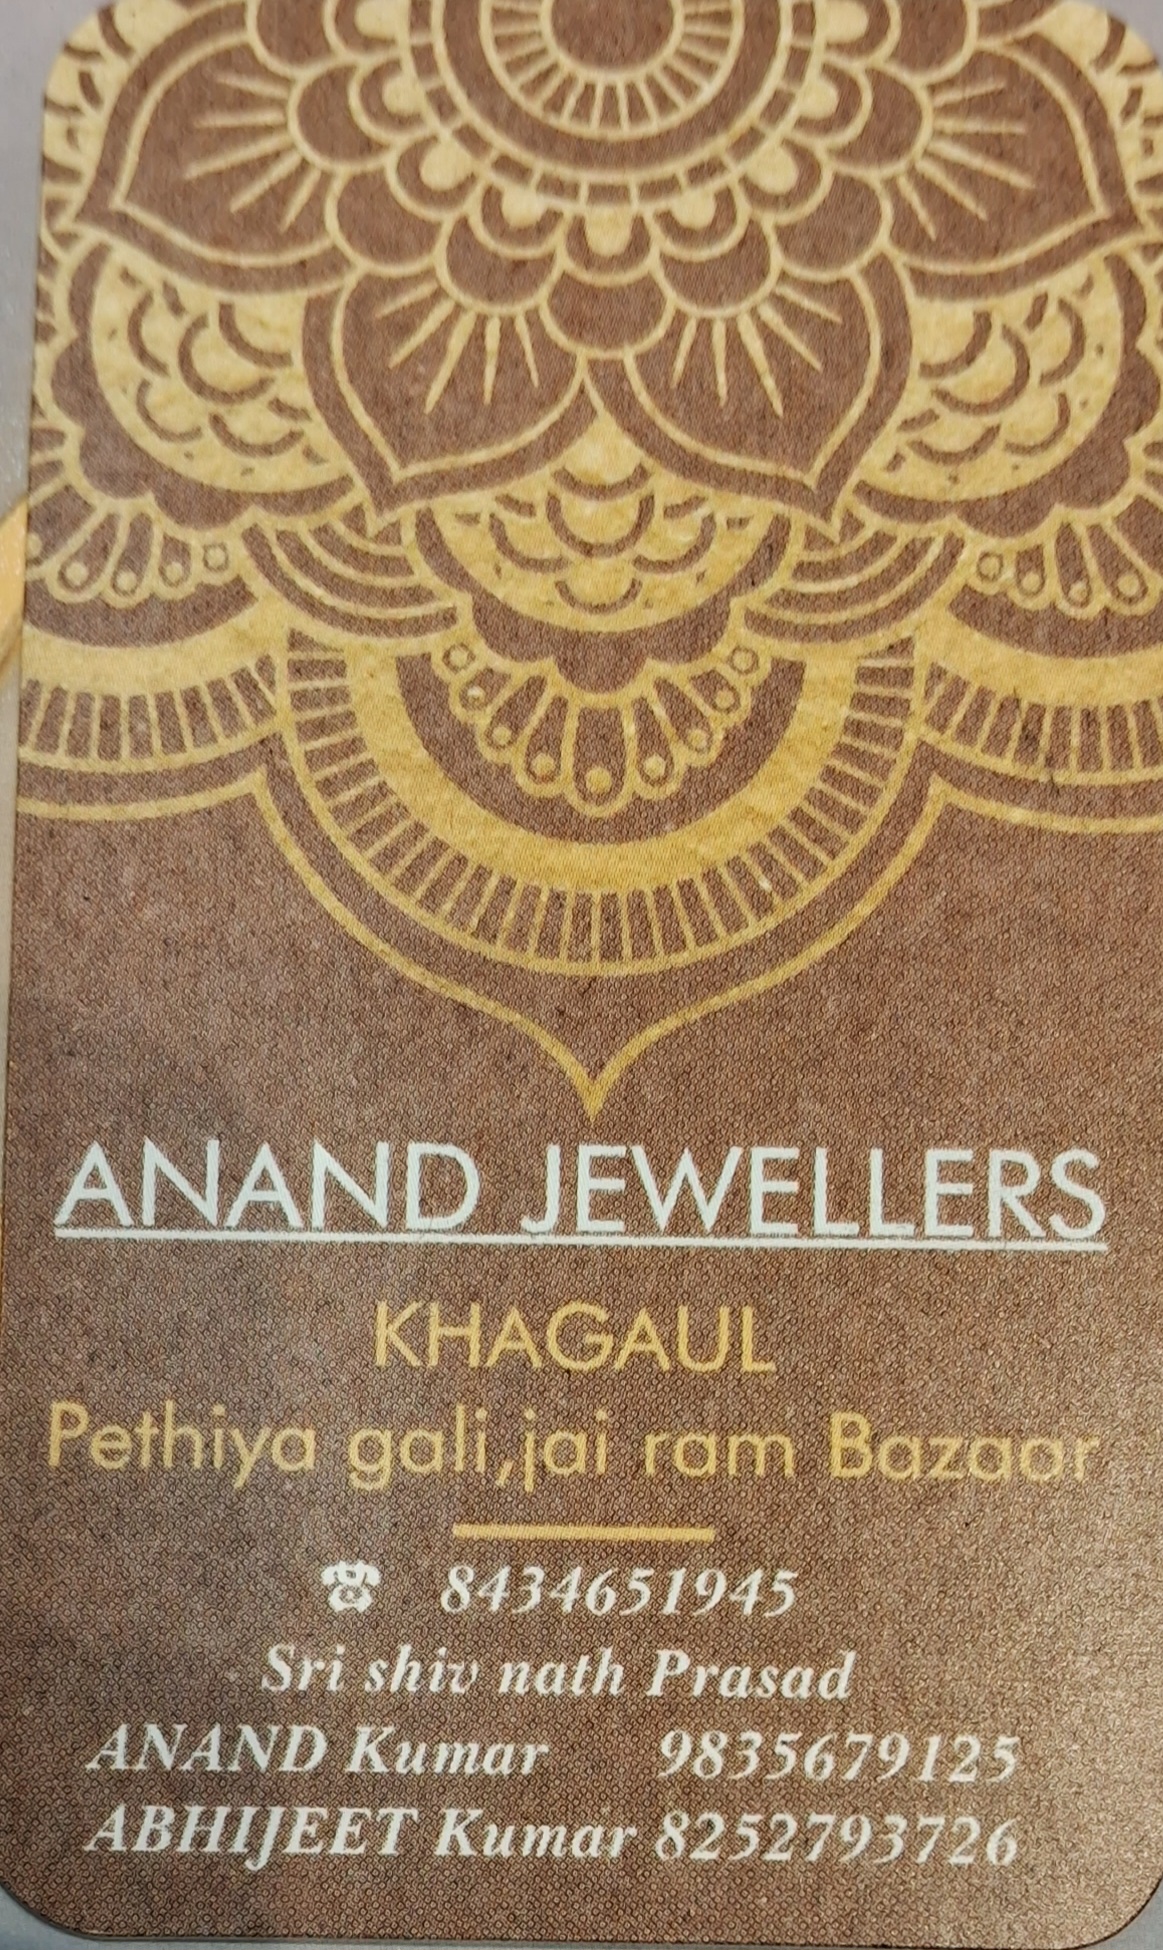 ANAND JEWELLERS
KHAGAUL
Pethiya gali,jai ram Bazaar
☎ 8434651945
Sri shiv nath Prasad
ANAND Kumar 9835679125
ABHIJEET Kumar 8252793726